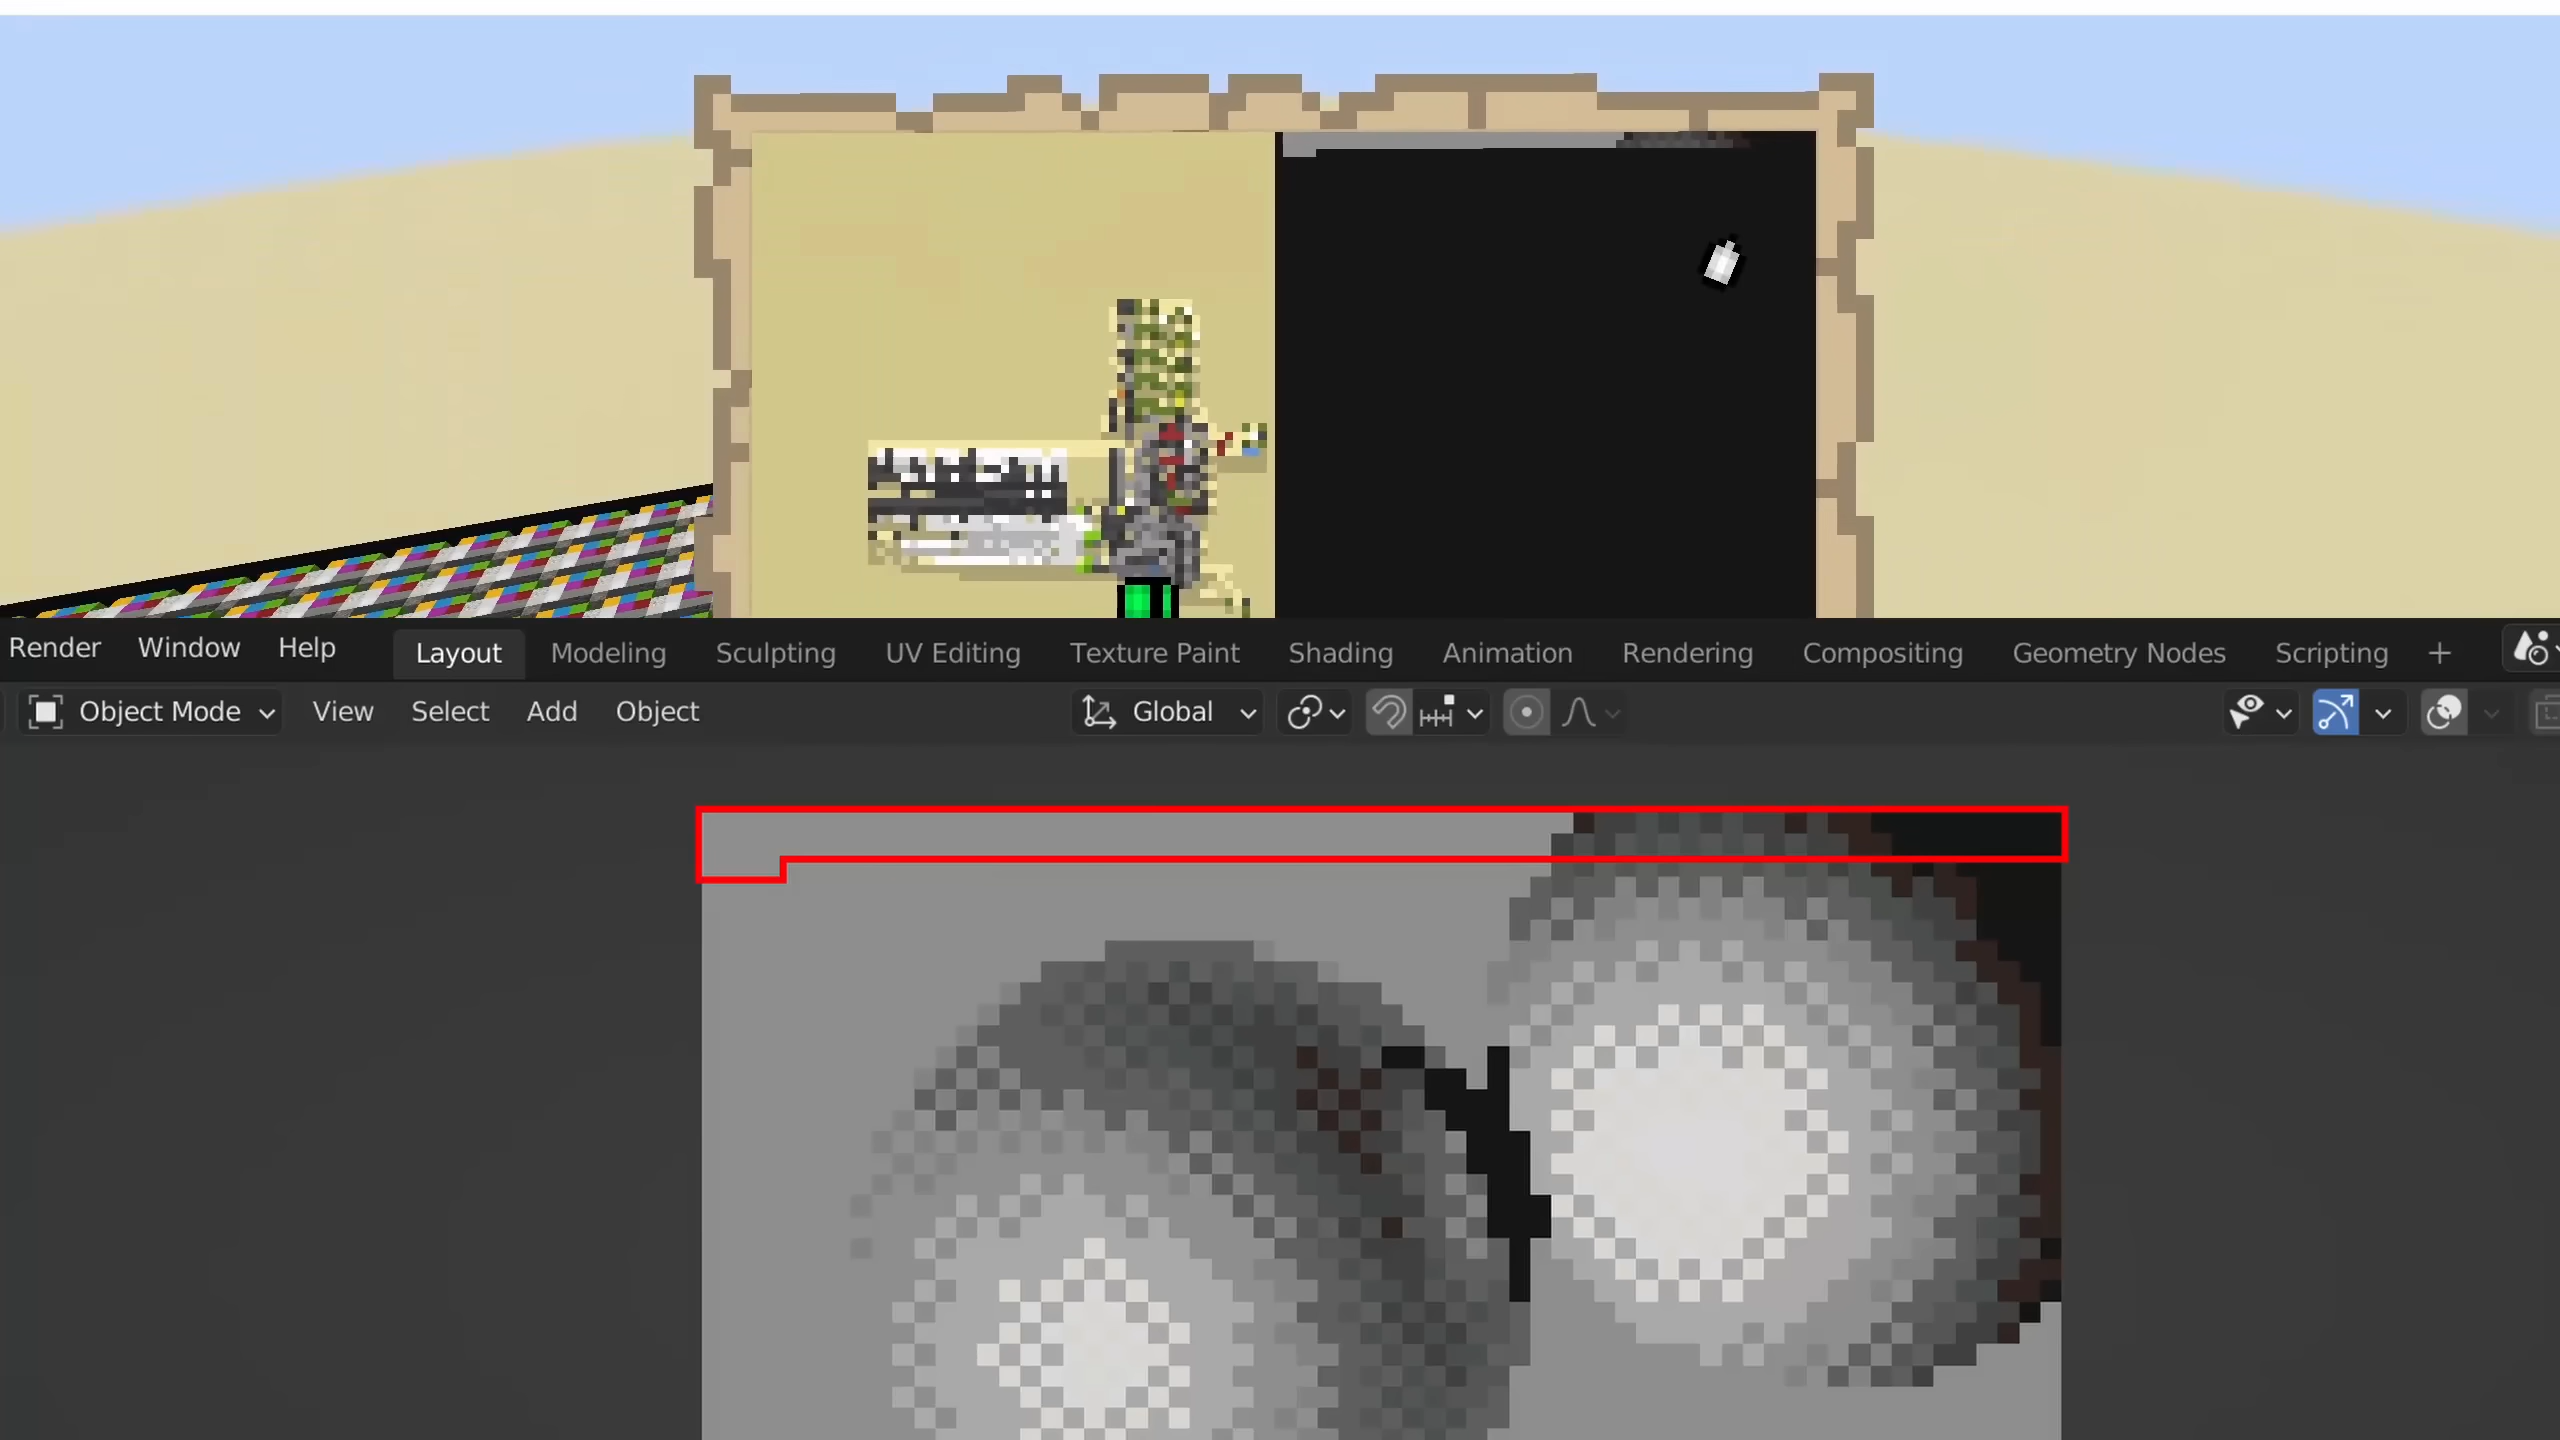 Render Window Help Layout Modeling Sculpting UV Editing Texture Paint Shading Animation Rendering Compositing Geometry Nodes Scripting +
Object Mode View Select Add Object Global